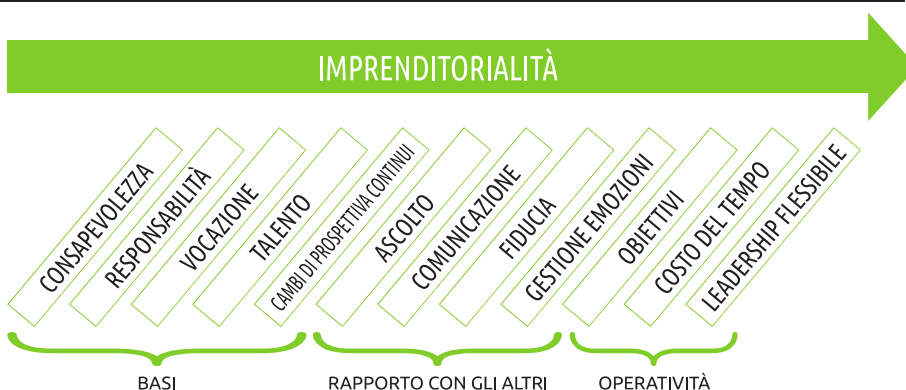 IMPRENDITORIALITÀ
CONSAPEVOLEZZA
RESPONSABILITÀ
VOCAZIONE
TALENTO
CAMBI DI PROSPETTIVA CONTINUI
ASCOLTO
COMUNICAZIONE
FIDUCIA
GESTIONE EMOZIONI
OBIETTIVI
COSTO DEL TEMPO
LEADERSHIP FLESSIBILE
BASI
RAPPORTO CON GLI ALTRI
OPERATIVITÀ